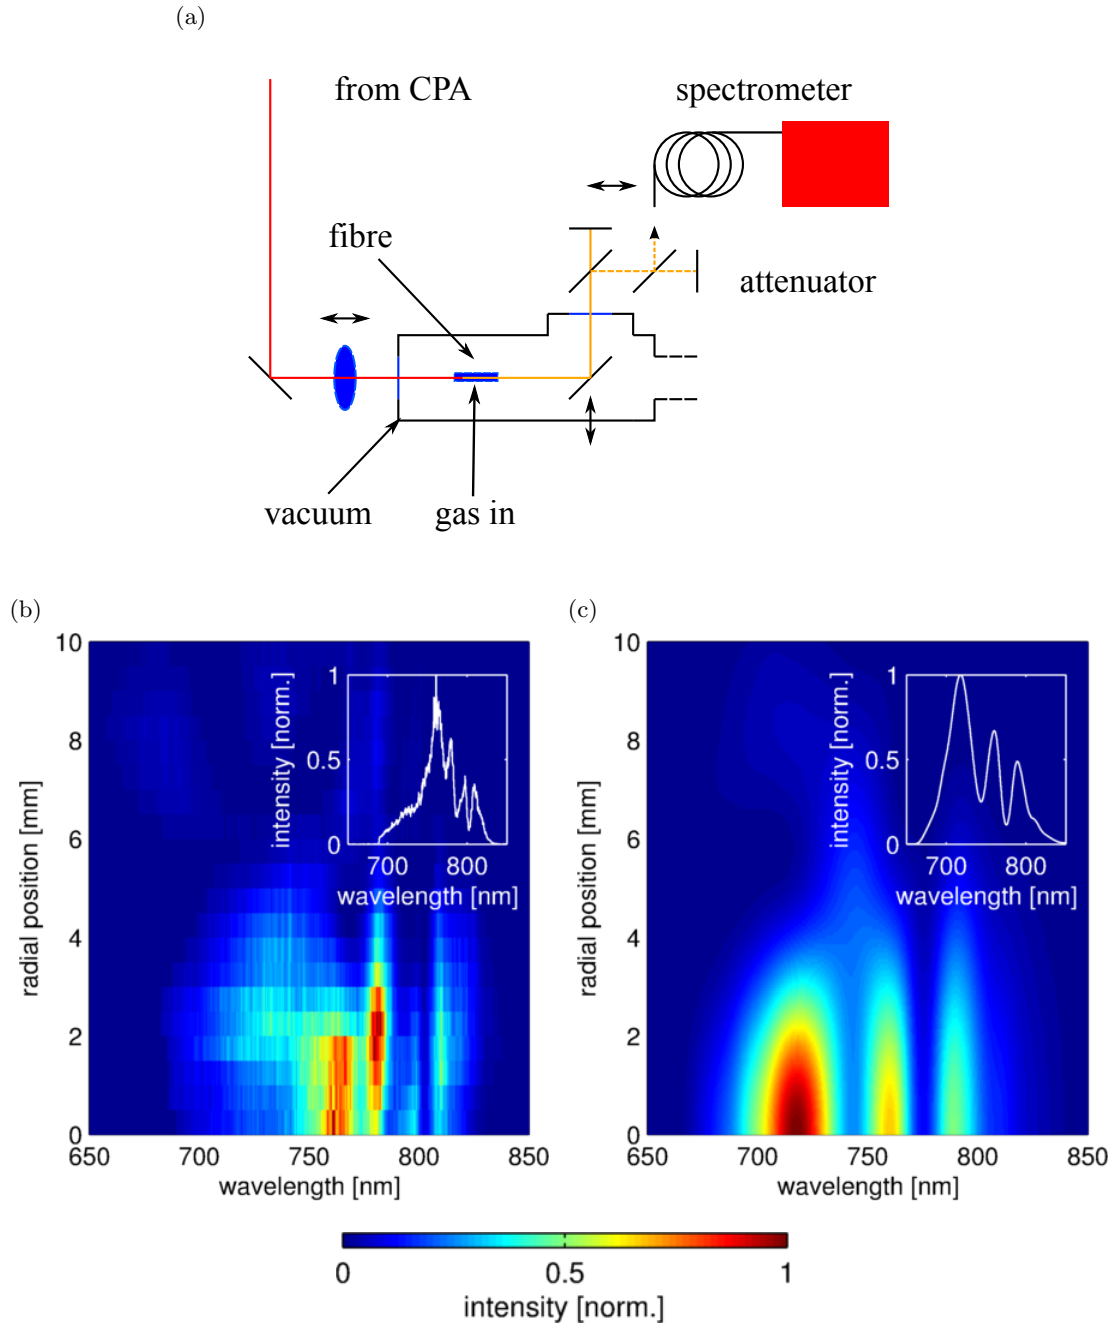 (a)
from CPA
spectrometer
fibre
attenuator
vacuum
gas in
(b)
10
8
6
4
2
0
radial position [mm]
650
700
750
800
850
wavelength [nm]
1
0.5
0
intensity [norm.]
700
800
wavelength [nm]
(c)
10
8
6
4
2
0
radial position [mm]
650
700
750
800
850
wavelength [nm]
1
0.5
0
intensity [norm.]
700
800
wavelength [nm]
0
0.5
1
intensity [norm.]